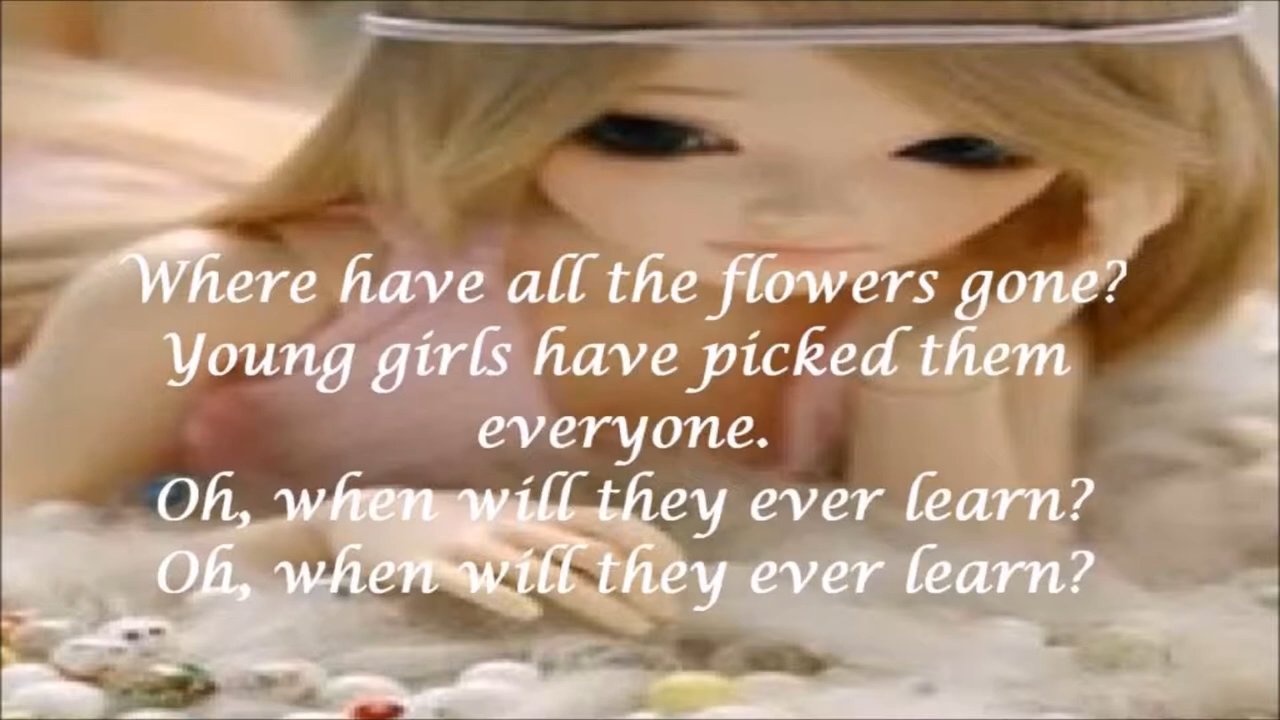 Where have all the flowers gone?
Young girls have picked them
everyone.
Oh, when will they ever learn?
Oh, when will they ever learn?